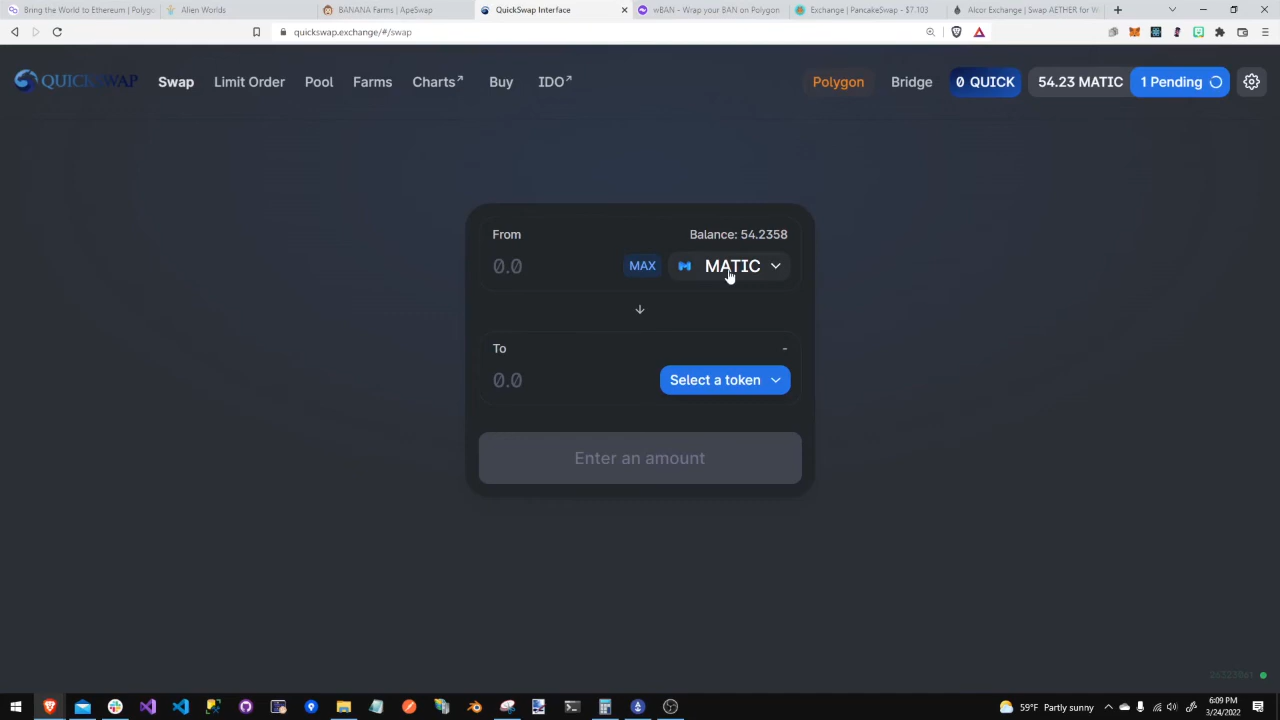 Bring the World to Ethereum | Polygo
Alien Worlds
BANANA Farms | ApeSwap
QuickSwap Interface
wBAN - Wrap your BAN on Polygon
Exchange | PancakeSwap - $7.103
Alcor Exchange | Swap AETHER for W
quickswap.exchange/#/swap
QUICKSWAP
Swap
Limit Order
Pool
Farms
Charts↗
Buy
IDO↗
Polygon
Bridge
0 QUICK
54.23 MATIC
1 Pending
From
Balance: 54.2358
0.0
MAX
MATIC
To
-
0.0
Select a token
Enter an amount
59°F Partly sunny
6:09 PM
3/24/2022